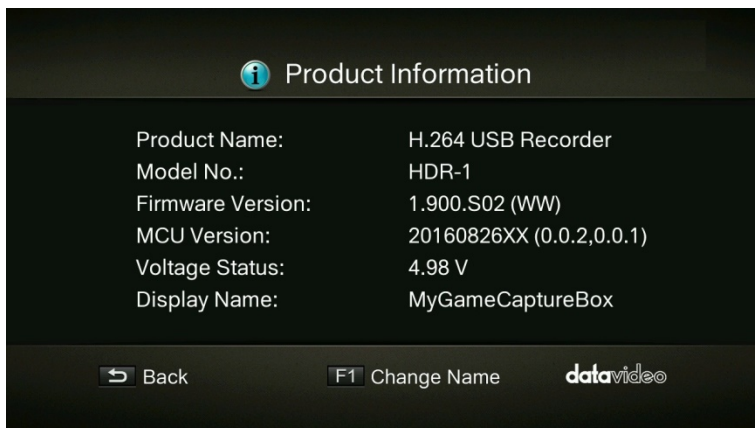 Product Information
Product Name: H.264 USB Recorder
Model No.: HDR-1
Firmware Version: 1.900.S02 (WW)
MCU Version: 20160826XX (0.0.2,0.0.1)
Voltage Status: 4.98 V
Display Name: MyGameCaptureBox
Back F1 Change Name datavideo